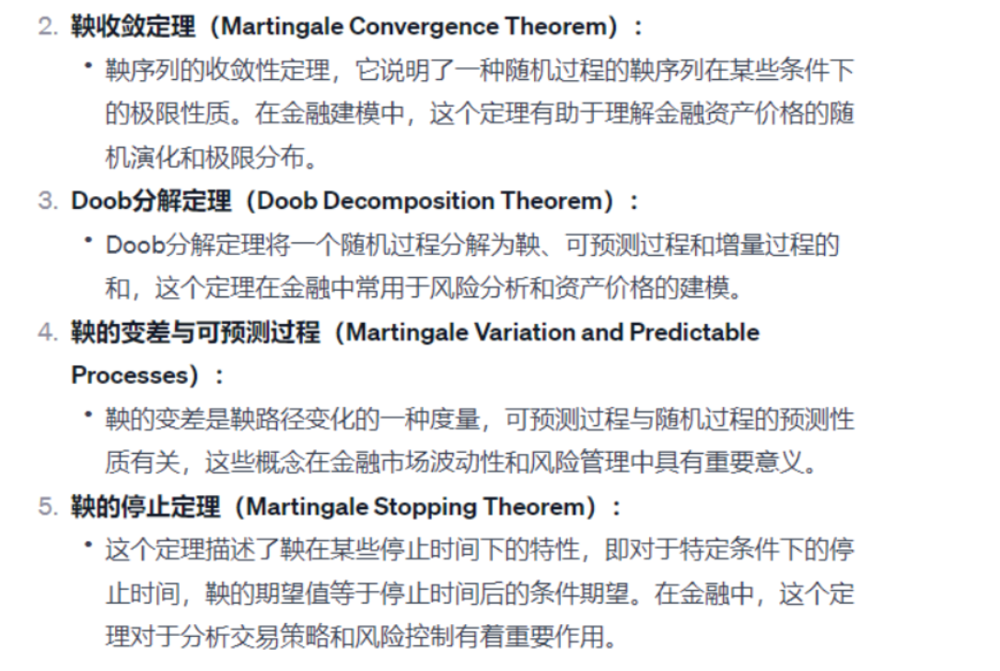 2. 鞅收敛定理（Martingale Convergence Theorem）：
• 鞅序列的收敛性定理，它说明了一种随机过程的鞅序列在某些条件下
的极限性质。在金融建模中，这个定理有助于理解金融资产价格的随
机演化和极限分布。
3. Doob分解定理（Doob Decomposition Theorem）：
• Doob分解定理将一个随机过程分解为鞅、可预测过程和增量过程的
和，这个定理在金融中常用于风险分析和资产价格的建模。
4. 鞅的变差与可预测过程（Martingale Variation and Predictable
Processes）：
• 鞅的变差是鞅路径变化的一种度量，可预测过程与随机过程的预测性
质有关，这些概念在金融市场波动性和风险管理中具有重要意义。
5. 鞅的停止定理（Martingale Stopping Theorem）：
• 这个定理描述了鞅在某些停止时间下的特性，即对于特定条件下的停
止时间，鞅的期望值等于停止时间后的条件期望。在金融中，这个定
理对于分析交易策略和风险控制有着重要作用。